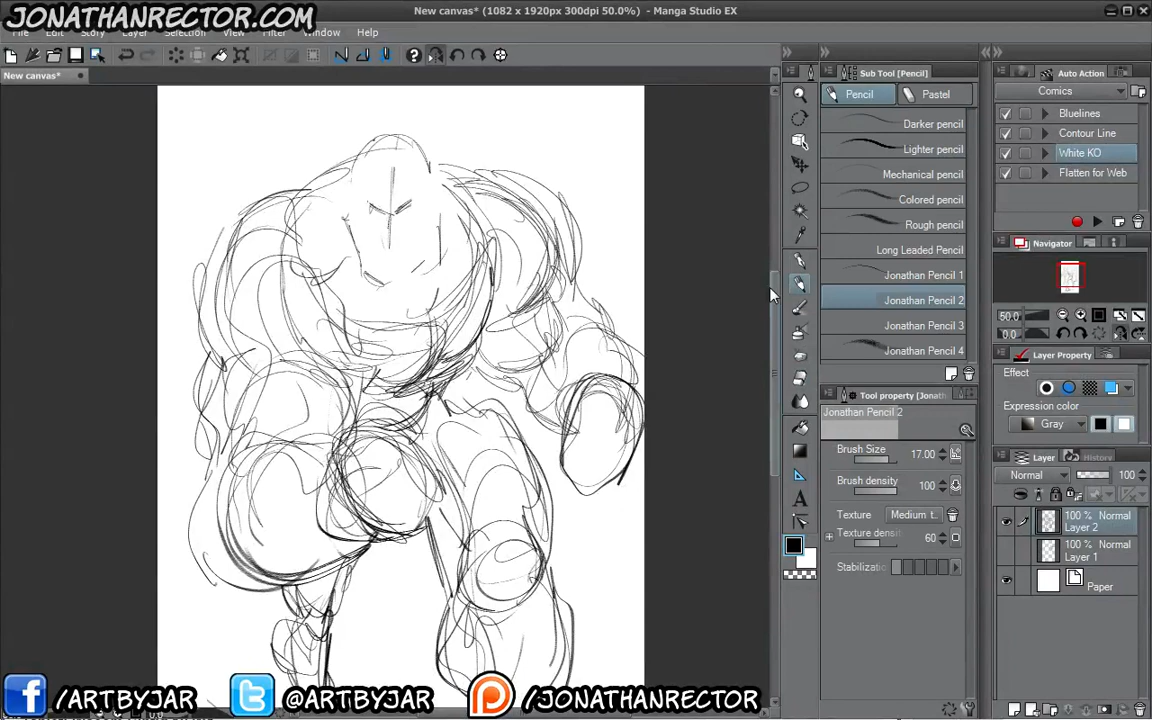 JONATHANRECTOR.COM
New canvas* (1082 x 1920px 300dpi 50.0%) - Manga Studio EX
File Edit Story Layer Selection View Filter Window Help
New canvas*
Sub Tool [Pencil]
Pencil Pastel
Darker pencil
Lighter pencil
Mechanical pencil
Colored pencil
Rough pencil
Long Leaded Pencil
Jonathan Pencil 1
Jonathan Pencil 2
Jonathan Pencil 3
Jonathan Pencil 4
Tool property [Jonath
Jonathan Pencil 2
Brush Size 17.00
Brush density 100
Texture Medium t..
Texture densit 60
Stabilizatio
Auto Action
Comics
Bluelines
Contour Line
White KO
Flatten for Web
Navigator
50.0
0.0
Layer Property
Effect
Expression color
Gray
Layer History
Normal 100
100 % Normal
Layer 2
100 % Normal
Layer 1
Paper
/ARTBYJAR @ARTBYJAR /JONATHANRECTOR